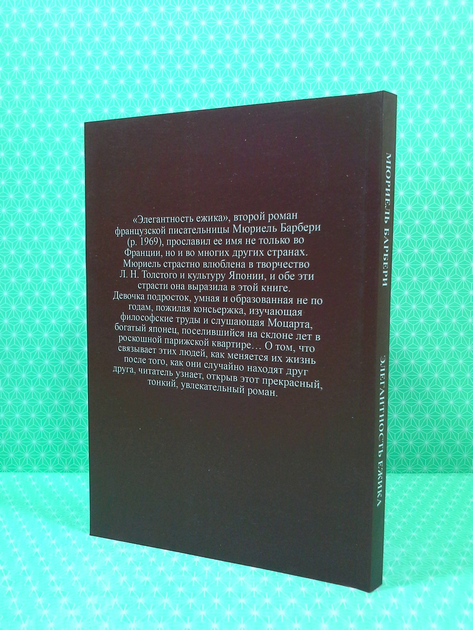 «Элегантность ежика», второй роман
французской писательницы Мюриель Барбери
(р. 1969), прославил ее имя не только во
Франции, но и во многих других странах.
Мюриель страстно влюблена в творчество
Л. Н. Толстого и культуру Японии, и обе эти
страсти она выразила в этой книге.
Девочка подросток, умная и образованная не по
годам, пожилая консьержка, изучающая
философские труды и слушающая Моцарта,
богатый японец, поселившийся на склоне лет в
роскошной парижской квартире… О том, что
связывает этих людей, как меняется их жизнь
после того, как они случайно находят друг
друга, читатель узнает, открыв этот прекрасный,
тонкий, увлекательный роман.
МЮРИЕЛЬ БАРБЕРИ
ЭЛЕГАНТНОСТЬ ЕЖИКА